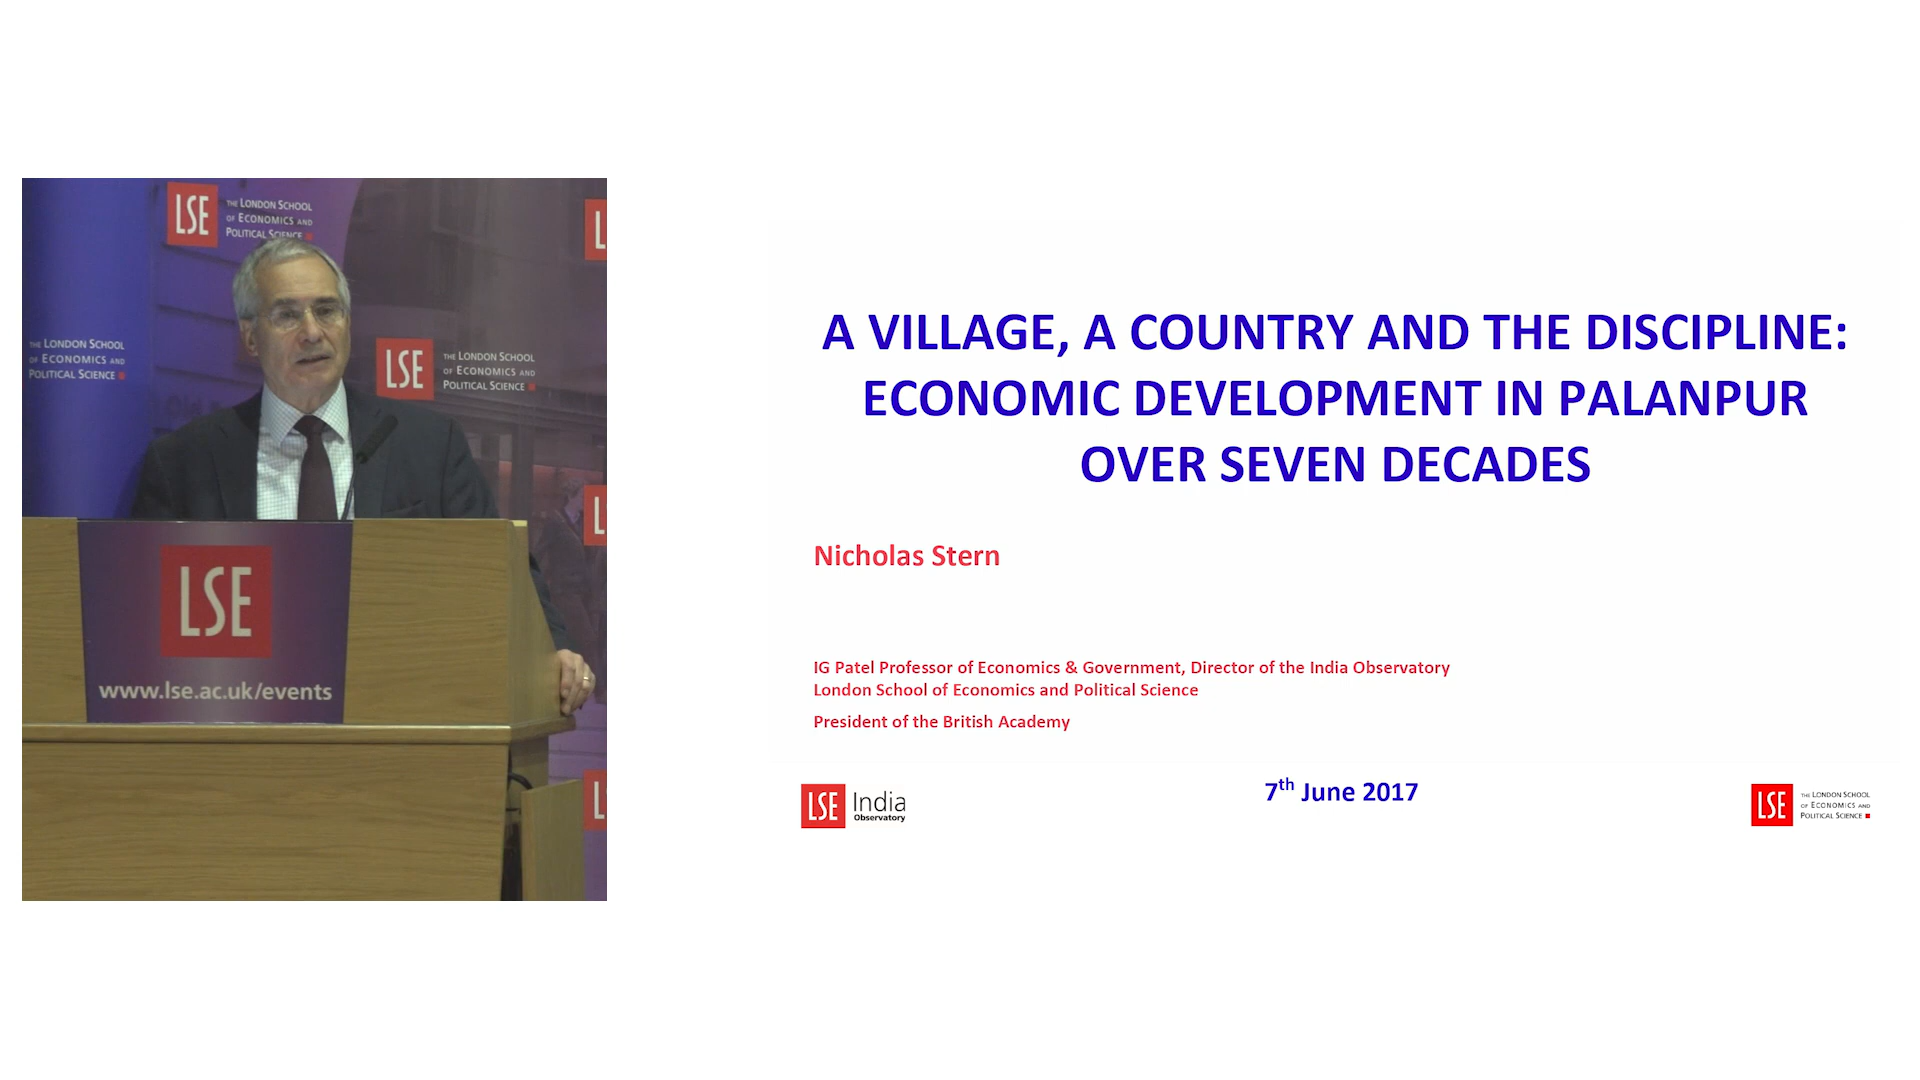 LSE
THE LONDON SCHOOL
OF ECONOMICS AND
POLITICAL SCIENCE
L
THE LONDON SCHOOL
OF ECONOMICS AND
POLITICAL SCIENCE
LSE
THE LONDON SCHOOL
OF ECONOMICS AND
POLITICAL SCIENCE
L
LSE
www.lse.ac.uk/events
L
A VILLAGE, A COUNTRY AND THE DISCIPLINE:
ECONOMIC DEVELOPMENT IN PALANPUR
OVER SEVEN DECADES
Nicholas Stern
IG Patel Professor of Economics & Government, Director of the India Observatory
London School of Economics and Political Science
President of the British Academy
7th June 2017
LSE India
Observatory
LSE
THE LONDON SCHOOL
OF ECONOMICS AND
POLITICAL SCIENCE